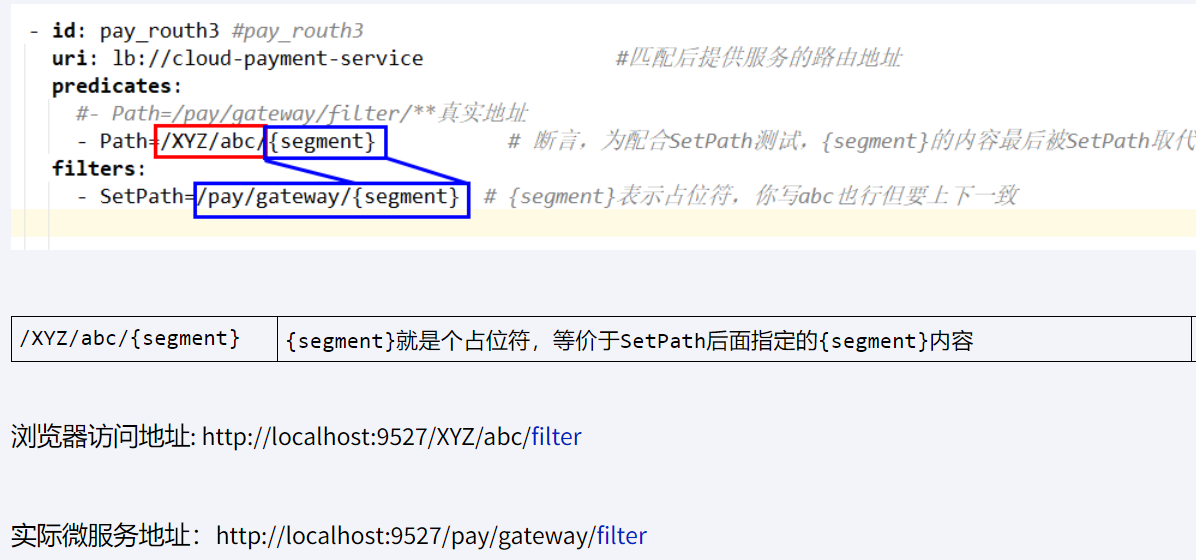 - id: pay_routh3 #pay_routh3
uri: lb://cloud-payment-service #匹配后提供服务的路由地址
predicates:
#- Path=/pay/gateway/filter/**真实地址
- Path=/XYZ/abc/{segment} # 断言，为配合SetPath测试，{segment}的内容最后被SetPath取代
filters:
- SetPath=/pay/gateway/{segment} # {segment}表示占位符，你写abc也行但要上下一致
/XYZ/abc/{segment} {segment}就是个占位符，等价于SetPath后面指定的{segment}内容
浏览器访问地址: http://localhost:9527/XYZ/abc/filter
实际微服务地址：http://localhost:9527/pay/gateway/filter